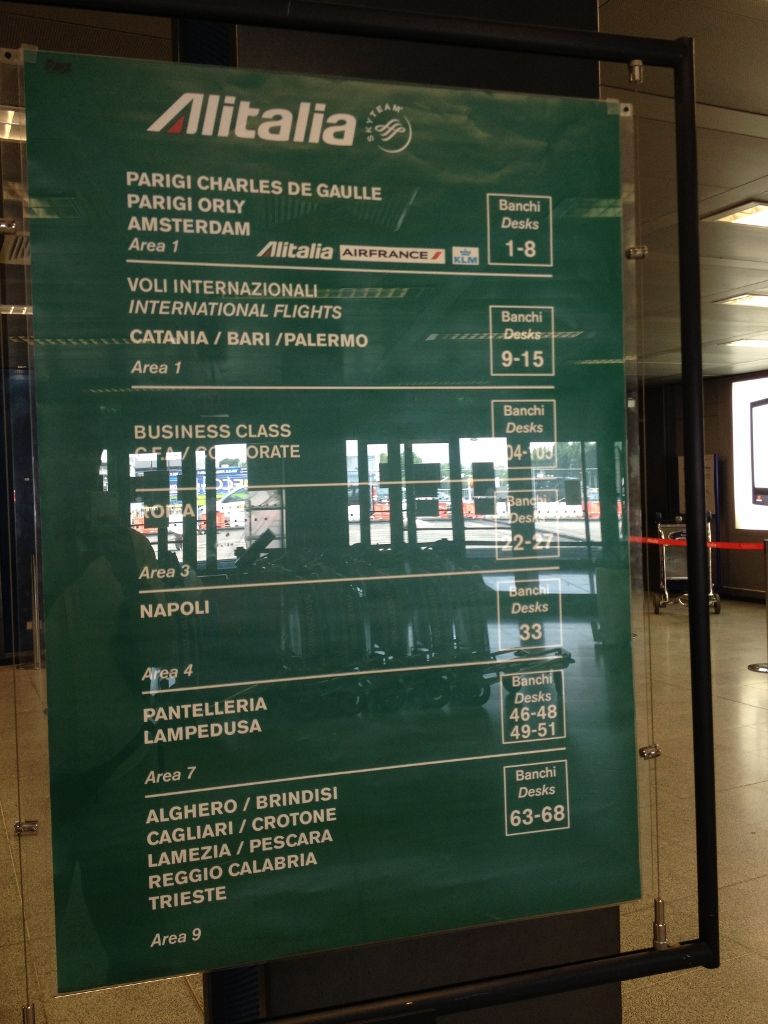 Alitalia SKYTEAM
PARIGI CHARLES DE GAULLE
PARIGI ORLY
AMSTERDAM
Area 1 Alitalia AIRFRANCE KLM
Banchi
Desks
1-8
VOLI INTERNAZIONALI
INTERNATIONAL FLIGHTS
CATANIA / BARI /PALERMO
Area 1
Banchi
Desks
9-15
BUSINESS CLASS
C.F.A./ CORPORATE
Banchi
Desks
ROMA
Area 3
Banchi
Desks
22-27
NAPOLI
Area 4
Banchi
Desks
33
PANTELLERIA
LAMPEDUSA
Area 7
Banchi
Desks
46-48
49-51
ALGHERO / BRINDISI
CAGLIARI / CROTONE
LAMEZIA / PESCARA
REGGIO CALABRIA
TRIESTE
Area 9
Banchi
Desks
63-68